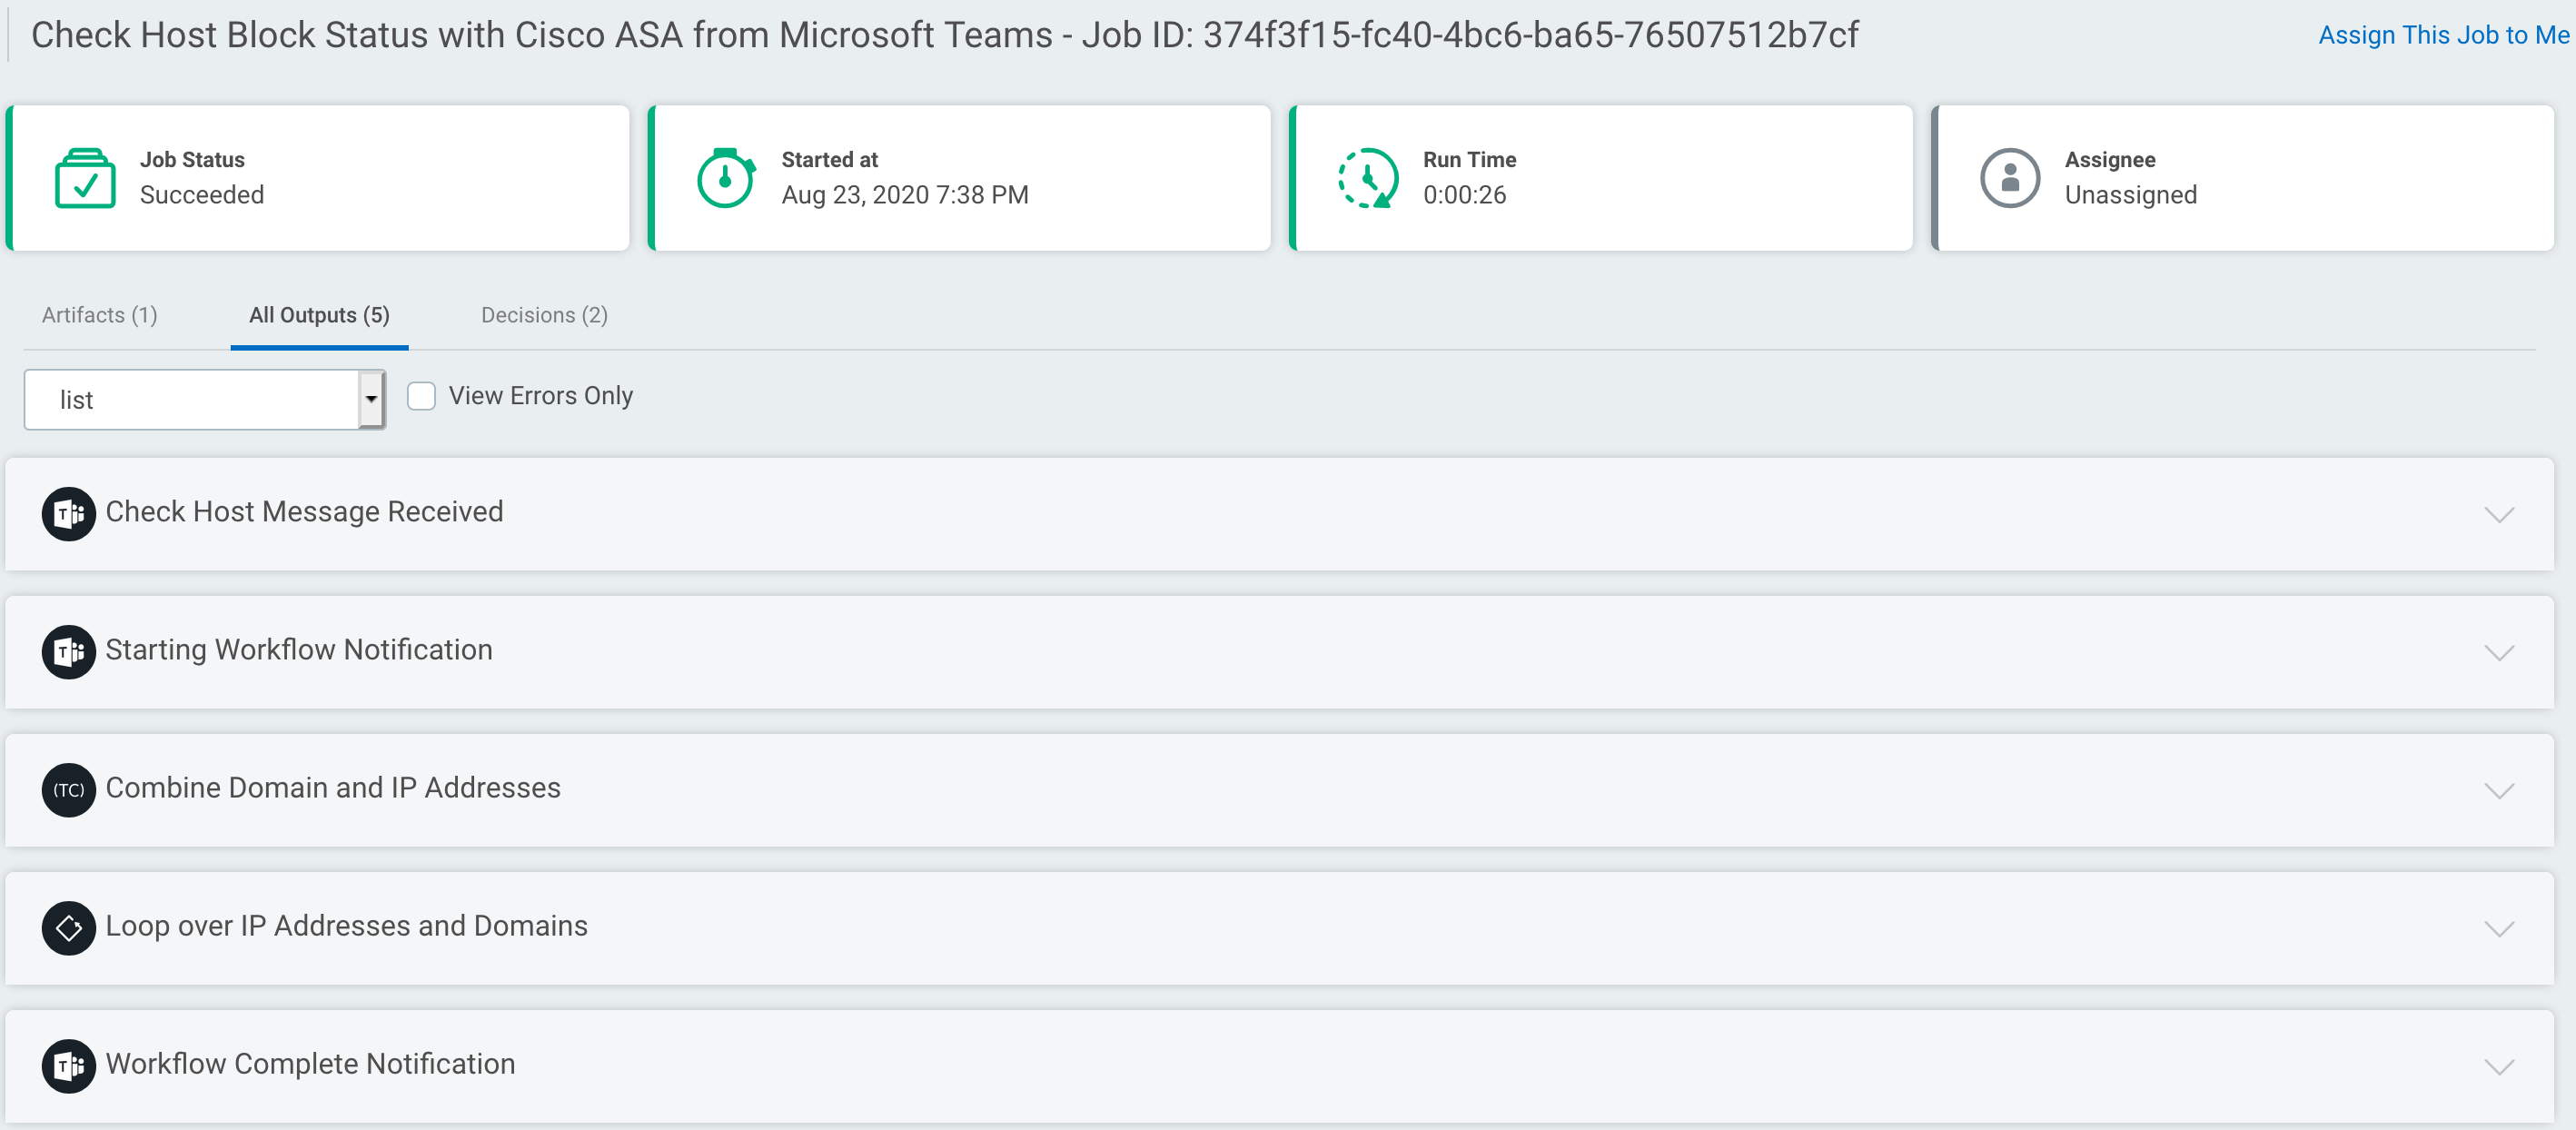 Check Host Block Status with Cisco ASA from Microsoft Teams - Job ID: 374f3f15-fc40-4bc6-ba65-76507512b7cf
Assign This Job to Me
Job Status
Succeeded
Started at
Aug 23, 2020 7:38 PM
Run Time
0:00:26
Assignee
Unassigned
Artifacts (1)
All Outputs (5)
Decisions (2)
list
View Errors Only
T
Check Host Message Received
T
Starting Workflow Notification
(TC)
Combine Domain and IP Addresses
Loop over IP Addresses and Domains
T
Workflow Complete Notification